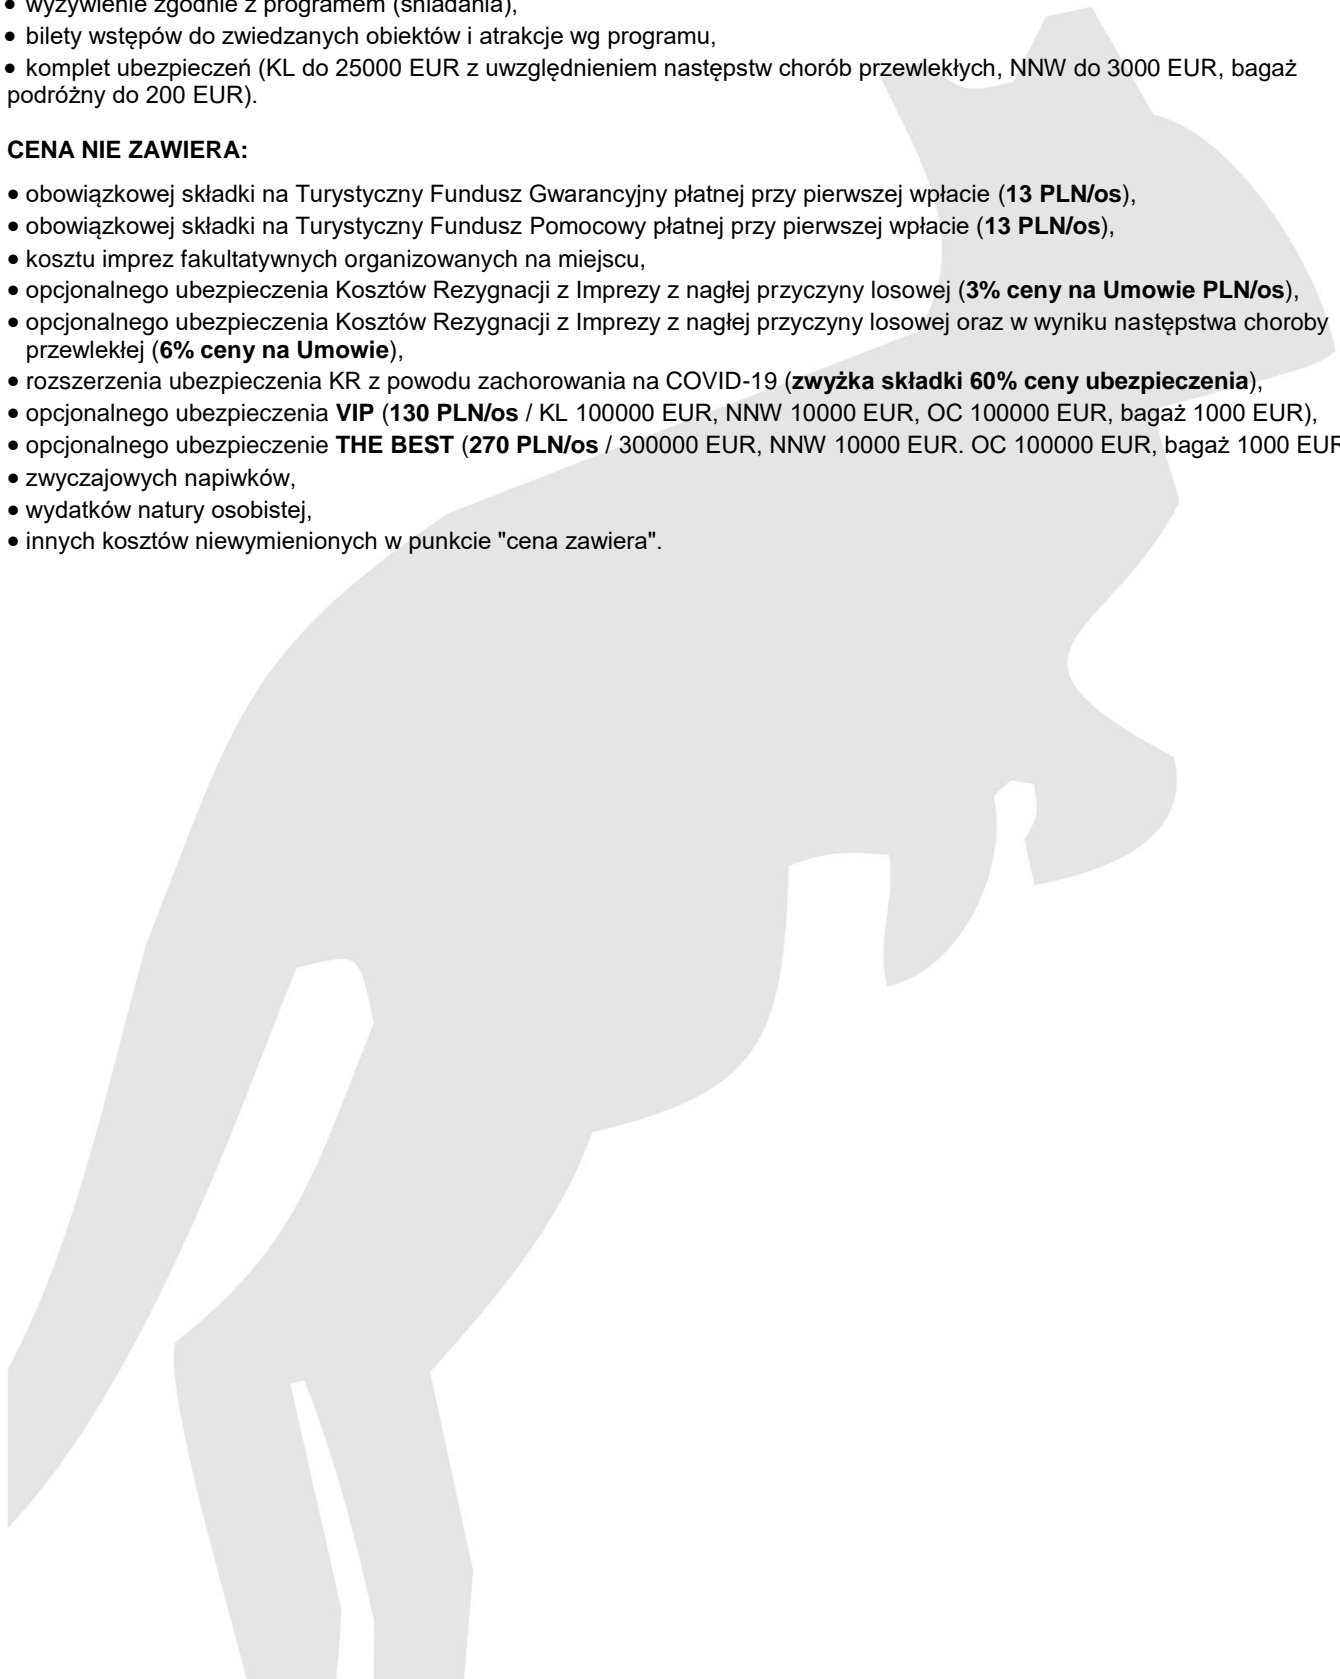 • wyżywienie zgodnie z programem (śniadania),
• bilety wstępów do zwiedzanych obiektów i atrakcje wg programu,
• komplet ubezpieczeń (KL do 25000 EUR z uwzględnieniem następstw chorób przewlekłych, NNW do 3000 EUR, bagaż
podróżny do 200 EUR).
CENA NIE ZAWIERA:
• obowiązkowej składki na Turystyczny Fundusz Gwarancyjny płatnej przy pierwszej wpłacie (13 PLN/os),
• obowiązkowej składki na Turystyczny Fundusz Pomocowy płatnej przy pierwszej wpłacie (13 PLN/os),
• kosztu imprez fakultatywnych organizowanych na miejscu,
• opcjonalnego ubezpieczenia Kosztów Rezygnacji z Imprezy z nagłej przyczyny losowej (3% ceny na Umowie PLN/os),
• opcjonalnego ubezpieczenia Kosztów Rezygnacji z Imprezy z nagłej przyczyny losowej oraz w wyniku następstwa choroby
przewlekłej (6% ceny na Umowie),
• rozszerzenia ubezpieczenia KR z powodu zachorowania na COVID-19 (zwyżka składki 60% ceny ubezpieczenia),
• opcjonalnego ubezpieczenia VIP (130 PLN/os / KL 100000 EUR, NNW 10000 EUR, OC 100000 EUR, bagaż 1000 EUR),
• opcjonalnego ubezpieczenie THE BEST (270 PLN/os / 300000 EUR, NNW 10000 EUR. OC 100000 EUR, bagaż 1000 EUR
• zwyczajowych napiwków,
• wydatków natury osobistej,
• innych kosztów niewymienionych w punkcie "cena zawiera".